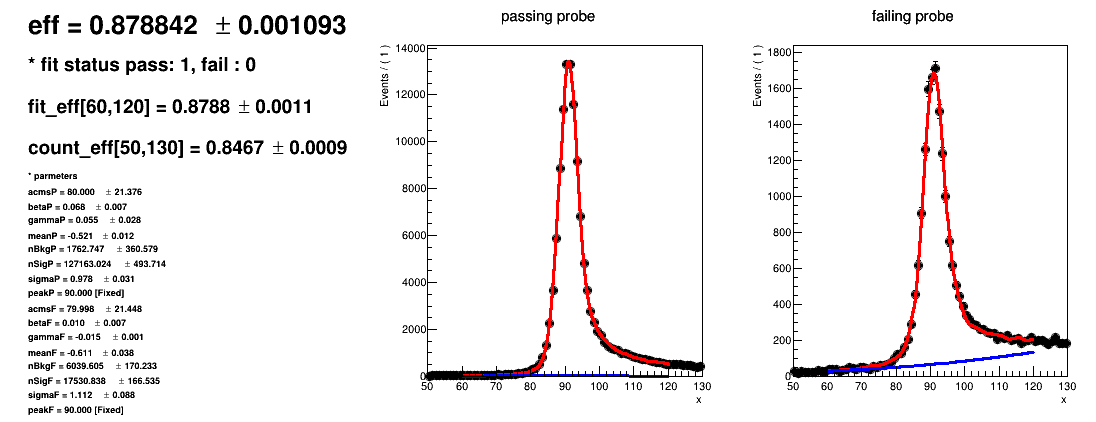 eff = 0.878842 ± 0.001093
* fit status pass: 1, fail : 0
fit_eff[60,120] = 0.8788 ± 0.0011
count_eff[50,130] = 0.8467 ± 0.0009
* parmeters
acmsP = 80.000 ± 21.376
betaP = 0.068 ± 0.007
gammaP = 0.055 ± 0.028
meanP = -0.521 ± 0.012
nBkgP = 1762.747 ± 360.579
nSigP = 127163.024 ± 493.714
sigmaP = 0.978 ± 0.031
peakP = 90.000 [Fixed]
acmsF = 79.998 ± 21.448
betaF = 0.010 ± 0.007
gammaF = -0.015 ± 0.001
meanF = -0.611 ± 0.038
nBkgF = 6039.605 ± 170.233
nSigF = 17530.838 ± 166.535
sigmaF = 1.112 ± 0.088
peakF = 90.000 [Fixed]
passing probe
Events / ( 1 )
14000
12000
10000
8000
6000
4000
2000
0
50 60 70 80 90 100 110 120 130
x
failing probe
Events / ( 1 )
1800
1600
1400
1200
1000
800
600
400
200
0
50 60 70 80 90 100 110 120 130
x